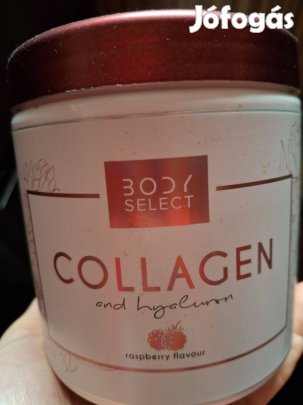 Jófogás
BODY
SELECT
COLLAGEN
and hyaluron
raspberry flavour